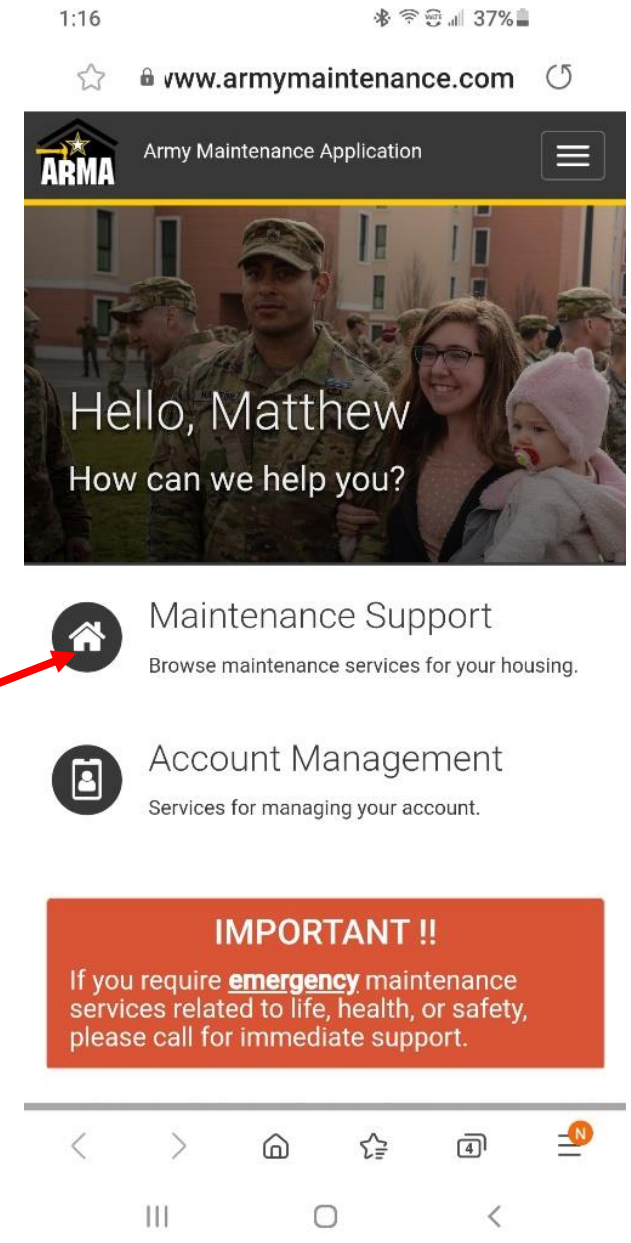 1:16
37%
www.armymaintenance.com
ARMA
Army Maintenance Application
Hello, Matthew
How can we help you?
Maintenance Support
Browse maintenance services for your housing.
Account Management
Services for managing your account.
IMPORTANT !!
If you require emergency maintenance
services related to life, health, or safety,
please call for immediate support.
4
N